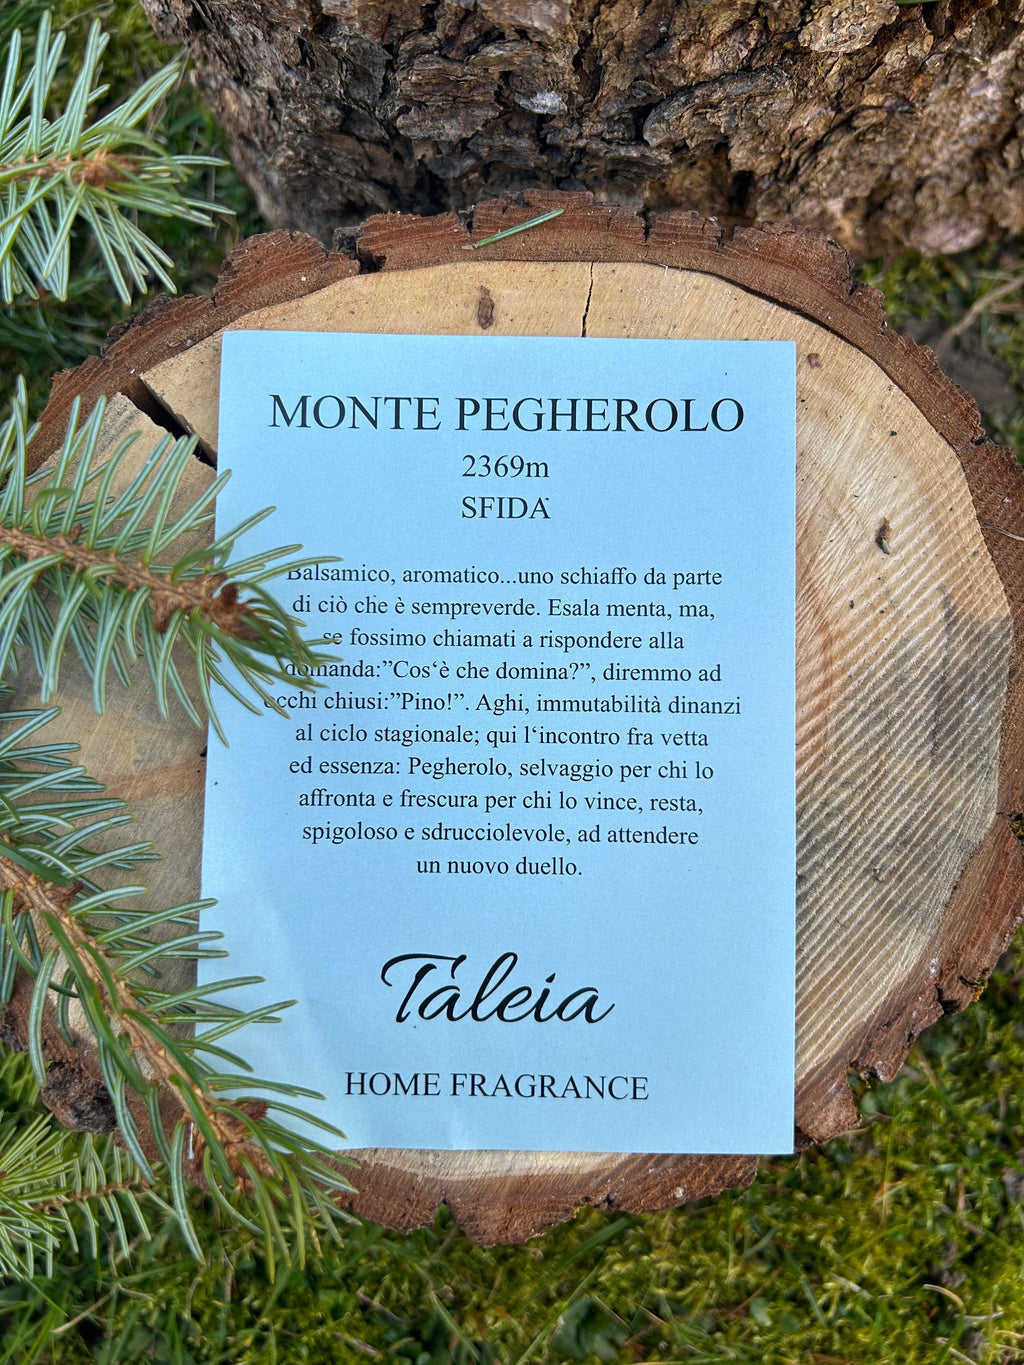 MONTE PEGHEROLO
2369m
SFIDA
Balsamico, aromatico...uno schiaffo da parte
di ciò che è sempreverde. Esala menta, ma,
se fossimo chiamati a rispondere alla
domanda:”Cos‘è che domina?”, diremmo ad
occhi chiusi:”Pino!”. Aghi, immutabilità dinanzi
al ciclo stagionale; qui l‘incontro fra vetta
ed essenza: Pegherolo, selvaggio per chi lo
affronta e frescura per chi lo vince, resta,
spigoloso e sdrucciolevole, ad attendere
un nuovo duello.
Taleia
HOME FRAGRANCE